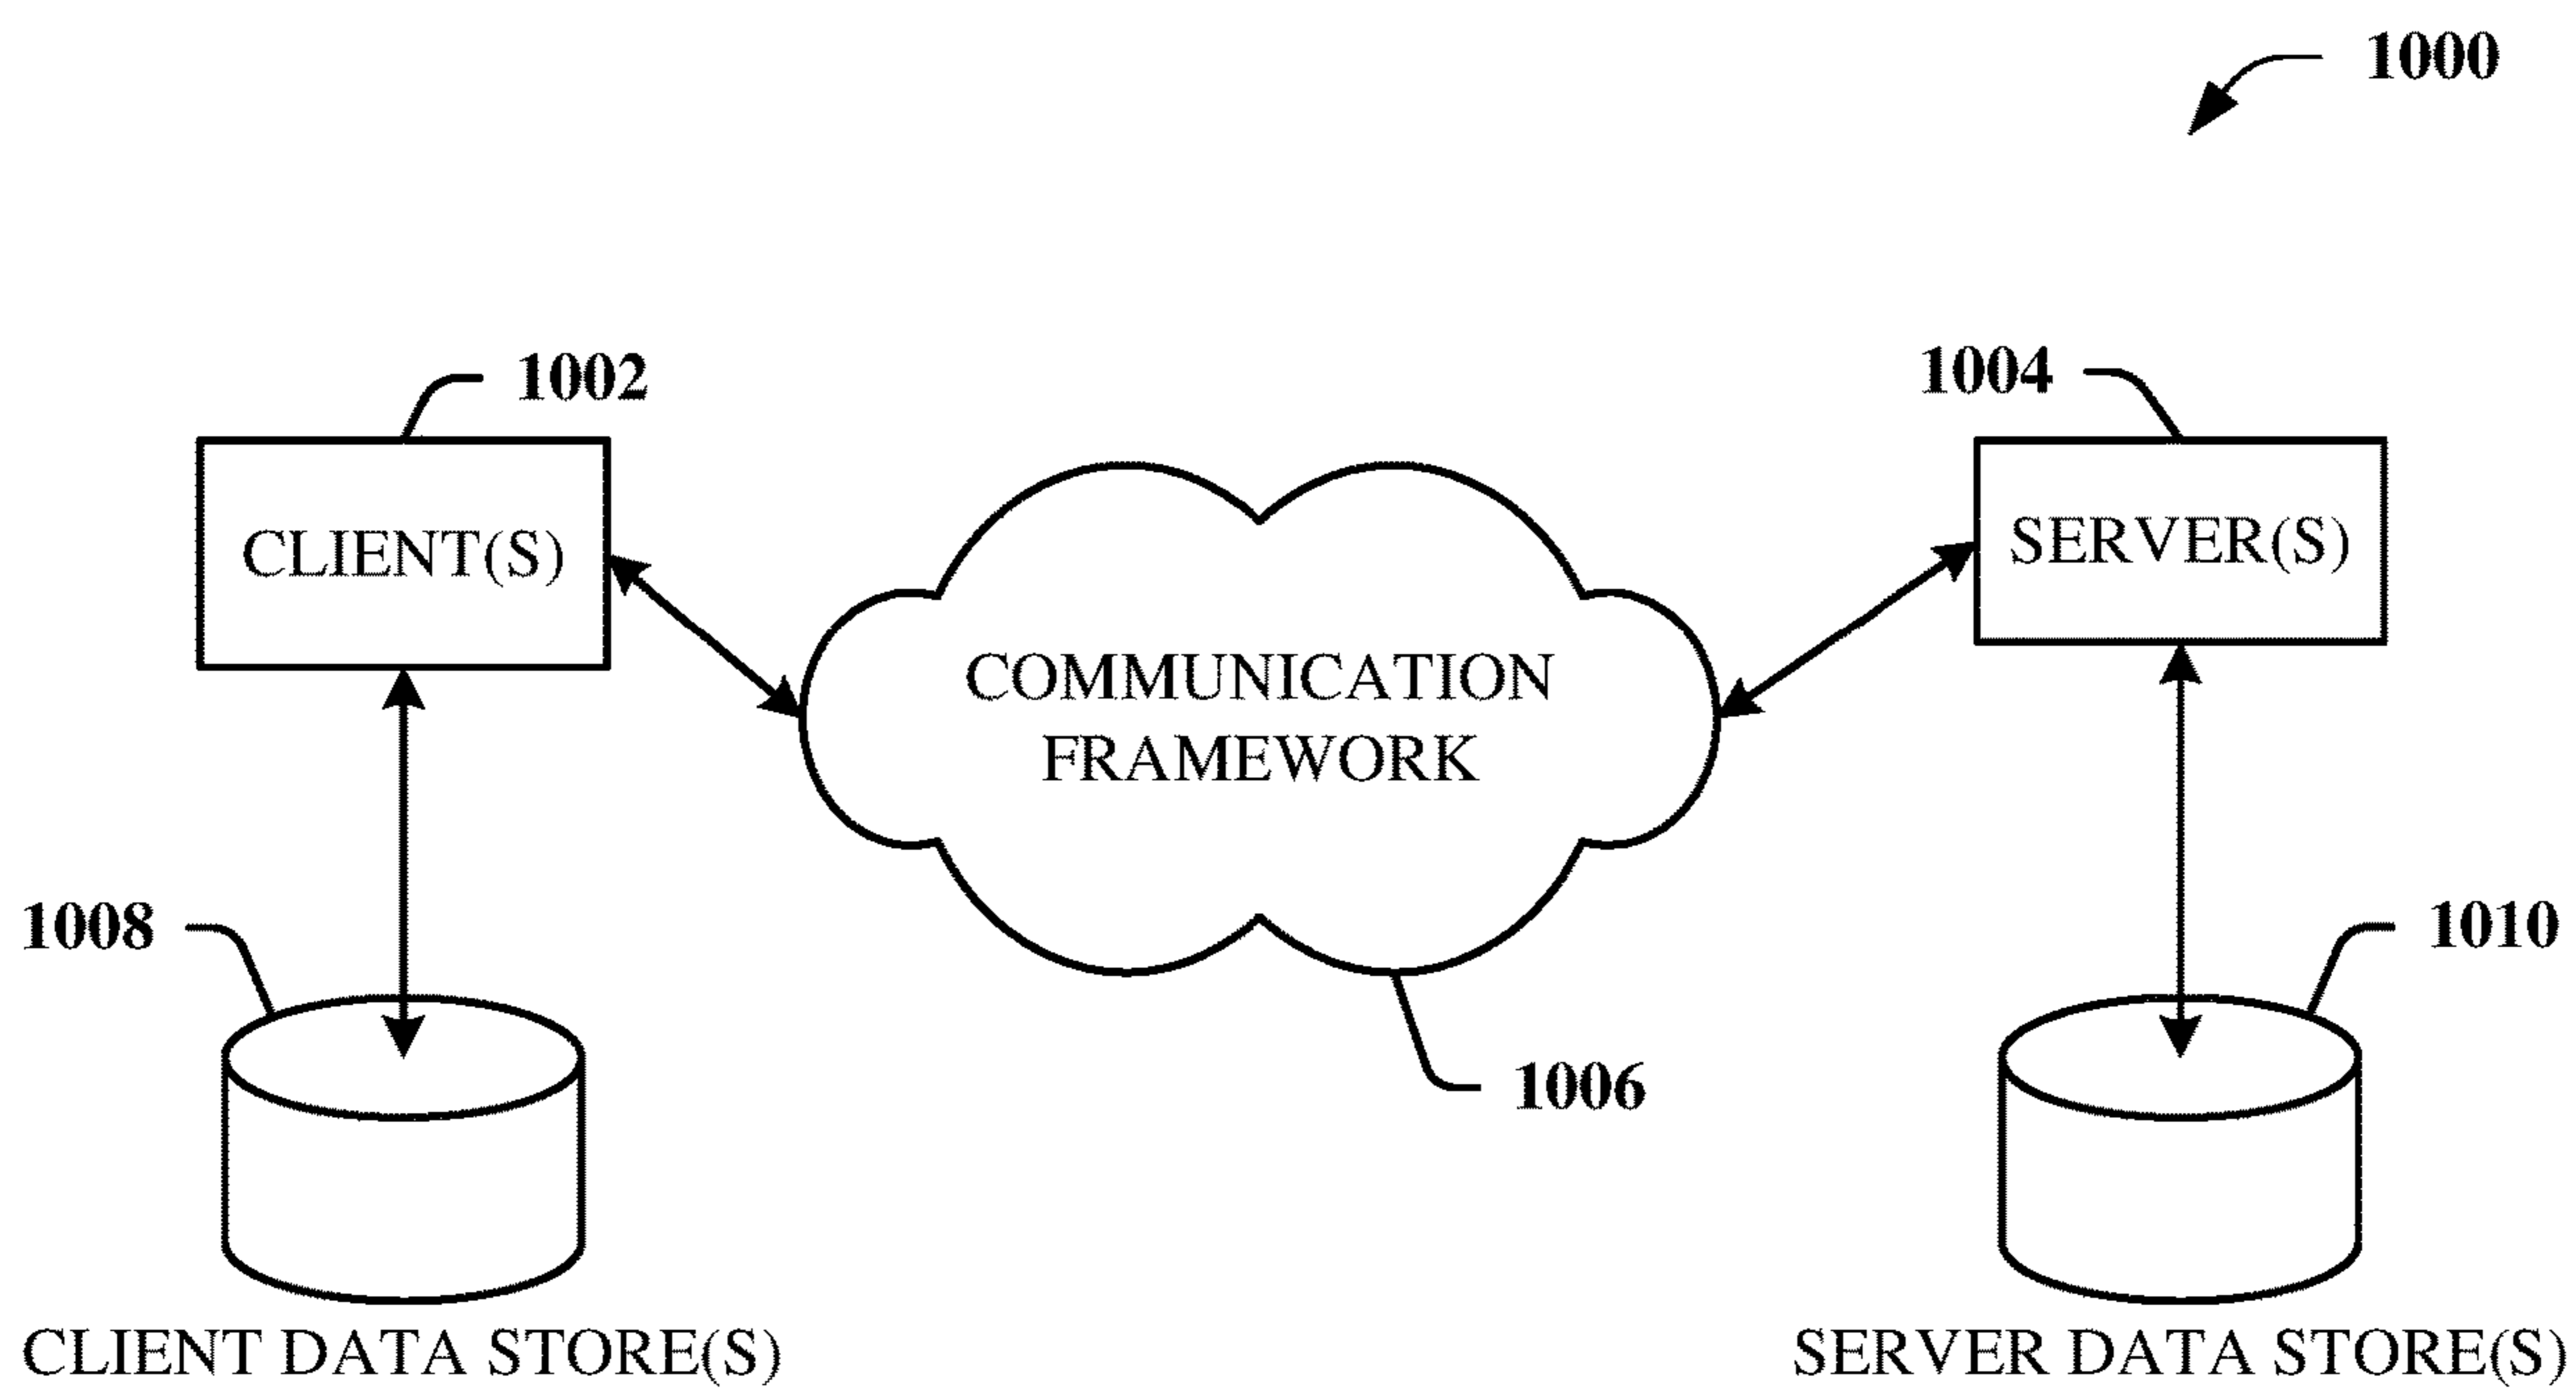 1000
1002
1004
CLIENT(S)
SERVER(S)
COMMUNICATION
FRAMEWORK
1008
1010
1006
CLIENT DATA STORE(S)
SERVER DATA STORE(S)